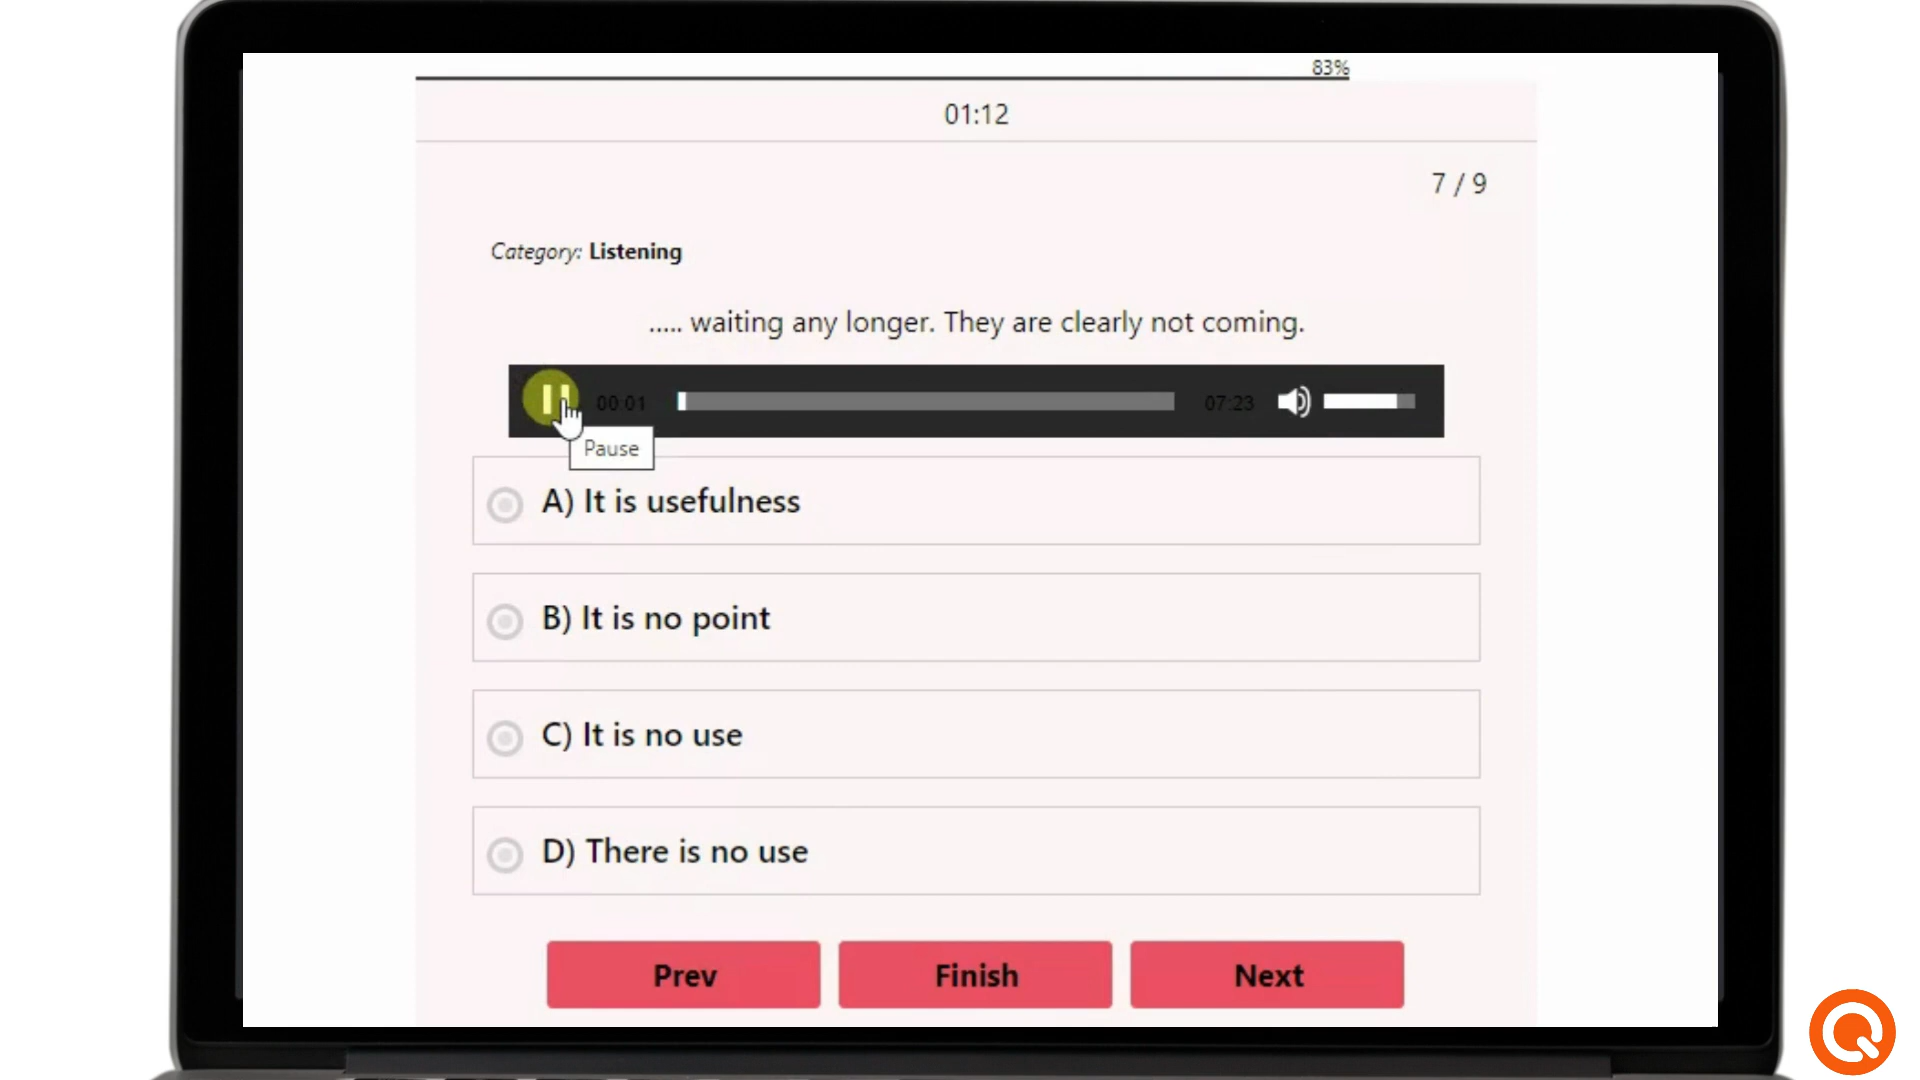 83%
01:12
7 / 9
Category: Listening
..... waiting any longer. They are clearly not coming.
00:01
07:23
Pause
A) It is usefulness
B) It is no point
C) It is no use
D) There is no use
Prev
Finish
Next